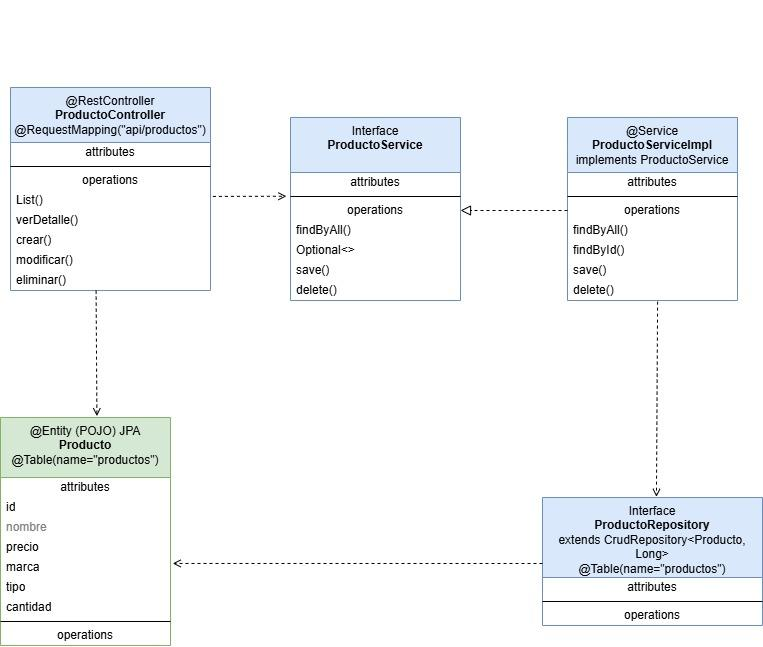 @RestController
ProductoController
@RequestMapping("api/productos")
attributes
operations
List()
verDetalle()
crear()
modificar()
eliminar()
Interface
ProductoService
attributes
operations
findByAll()
Optional<>
save()
delete()
@Service
ProductoServiceImpl
implements ProductoService
attributes
operations
findByAll()
findById()
save()
delete()
@Entity (POJO) JPA
Producto
@Table(name="productos")
attributes
id
nombre
precio
marca
tipo
cantidad
operations
Interface
ProductoRepository
extends CrudRepository<Producto,
Long>
@Table(name="productos")
attributes
operations